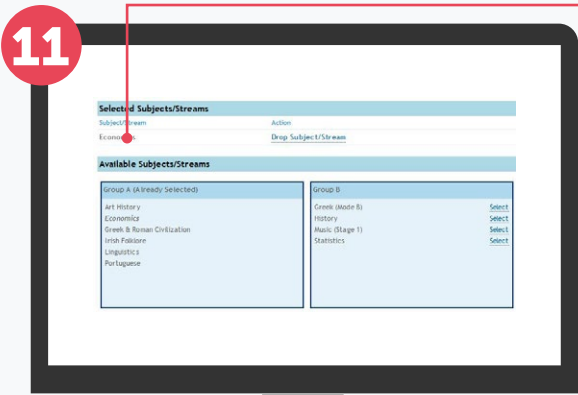 11
Selected Subjects/Streams
Subject/Stream Action
Economics Drop Subject/Stream
Available Subjects/Streams
Group A (Already Selected)
Art History
Economics
Greek & Roman Civilization
Irish Folklore
Linguistics
Portuguese
Group B
Greek (Mode B) Select
History Select
Music (Stage 1) Select
Statistics Select